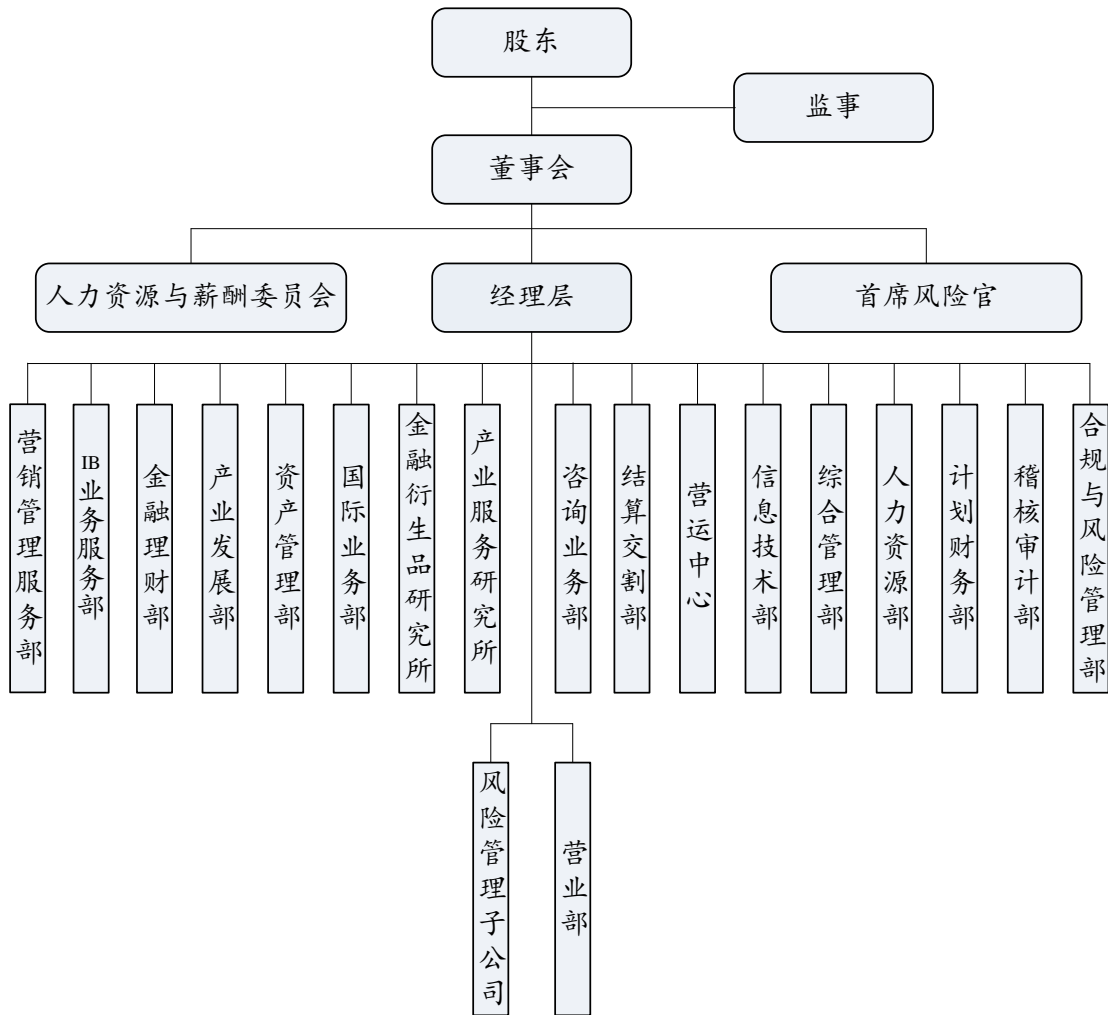 股东
监事
董事会
人力资源与薪酬委员会
经理层
首席风险官
营销管理服务部
IB业务服务部
金融理财部
产业发展部
资产管理部
国际业务部
金融衍生品研究所
产业服务研究所
咨询业务部
结算交割部
营运中心
信息技术部
综合管理部
人力资源部
计划财务部
稽核审计部
合规与风险管理部
风险管理子公司
营业部